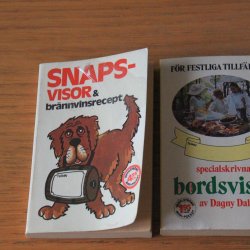 SNAPS-
VISOR &
brännvinsrecept
FÖR FESTLIGA TILLFÄ
specialskrivna
bordsvis
av Dagny Dal